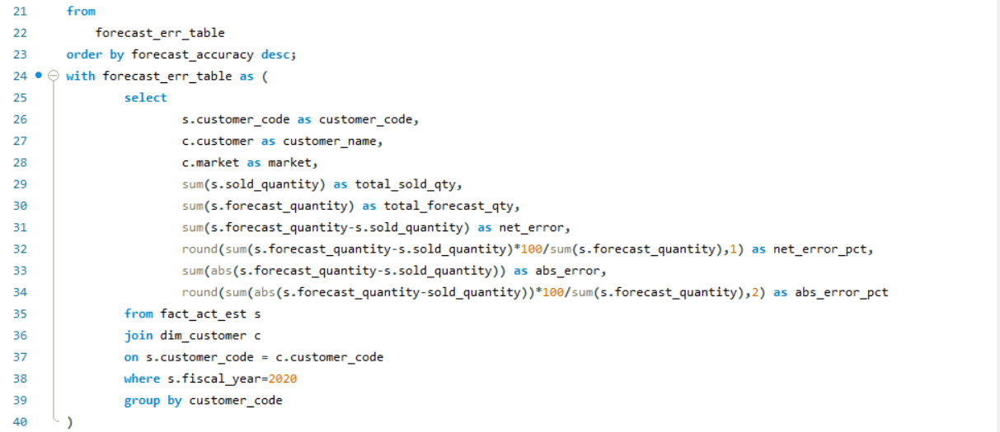 21 from
22 forecast_err_table
23 order by forecast_accuracy desc;
24 with forecast_err_table as (
25 select
26 s.customer_code as customer_code,
27 c.customer as customer_name,
28 c.market as market,
29 sum(s.sold_quantity) as total_sold_qty,
30 sum(s.forecast_quantity) as total_forecast_qty,
31 sum(s.forecast_quantity-s.sold_quantity) as net_error,
32 round(sum(s.forecast_quantity-s.sold_quantity)*100/sum(s.forecast_quantity),1) as net_error_pct,
33 sum(abs(s.forecast_quantity-s.sold_quantity)) as abs_error,
34 round(sum(abs(s.forecast_quantity-sold_quantity))*100/sum(s.forecast_quantity),2) as abs_error_pct
35 from fact_act_est s
36 join dim_customer c
37 on s.customer_code = c.customer_code
38 where s.fiscal_year=2020
39 group by customer_code
40 )